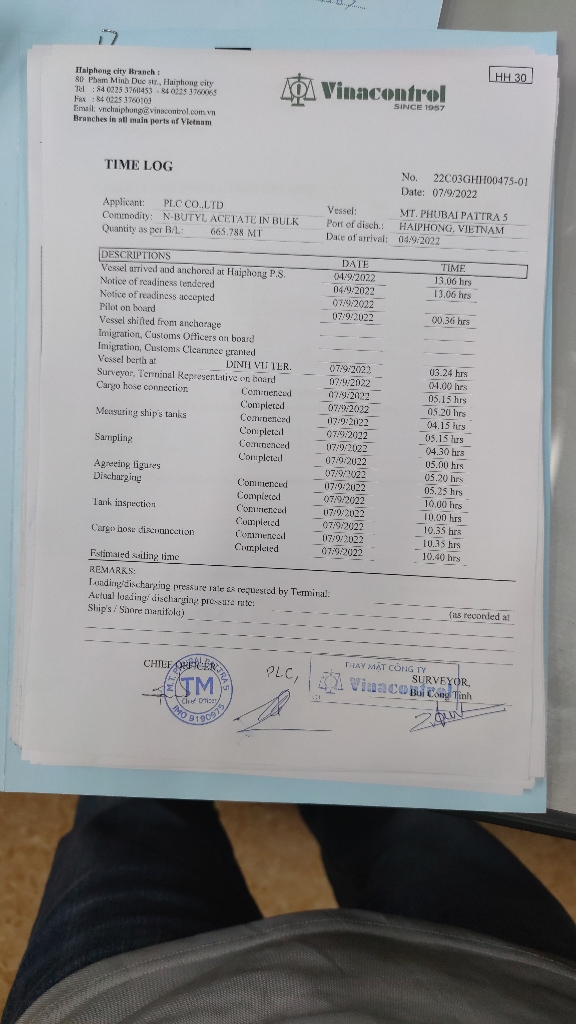 Haiphong city Branch :
80 Pham Minh Duc str., Haiphong city
Tel : 84 0225 3760453 - 84 0225 3760065
Fax : 84 0225 3760103
Email: vnchaiphong@vinacontrol.com.vn
Branches in all main ports of Vietnam
Vinacontrol
SINCE 1957
HH 30
TIME LOG
No. 22C03GHH00475-01
Date: 07/9/2022
Applicant: PLC CO.,LTD
Commodity: N-BUTYL ACETATE IN BULK
Quantity as per B/L: 665.788 MT
Vessel: MT. PHUBAI PATTRA 5
Port of disch.: HAIPHONG, VIETNAM
Date of arrival: 04/9/2022
DESCRIPTIONS DATE TIME
Vessel arrived and anchored at Haiphong P.S. 04/9/2022 13.06 hrs
Notice of readiness tendered 04/9/2022 13.06 hrs
Notice of readiness accepted 07/9/2022
Pilot on board 07/9/2022 00.36 hrs
Vessel shifted from anchorage
Imigration, Customs Officers on board
Imigration, Customs Clearance granted
Vessel berth at DINH VU TER. 07/9/2022 03.24 hrs
Surveyor, Terminal Representative on board 07/9/2022 04.00 hrs
Cargo hose connection Commenced 07/9/2022 05.15 hrs
Completed 07/9/2022 05.20 hrs
Measuring ship's tanks Commenced 07/9/2022 04.15 hrs
Completed 07/9/2022 05.15 hrs
Sampling Commenced 07/9/2022 04.30 hrs
Completed 07/9/2022 05.00 hrs
Agreeing figures 07/9/2022 05.20 hrs
Discharging Commenced 07/9/2022 05.25 hrs
Completed 07/9/2022 10.00 hrs
Tank inspection Commenced 07/9/2022 10.00 hrs
Completed 07/9/2022 10.35 hrs
Cargo hose disconnection Commenced 07/9/2022 10.35 hrs
Completed 07/9/2022 10.40 hrs
Estimated sailing time
REMARKS:
Loading/discharging pressure rate as requested by Terminal:
Actual loading/ discharging pressure rate: (as recorded at
Ship's / Shore manifold)
CHIEF OFFICER
M.T. PHUBAI PATTRA 5
TM
Chief Officer
IMO 9190975
PLC,
THAY MẶT CÔNG TY
Vinacontrol
SURVEYOR,
Bui Cong Tinh